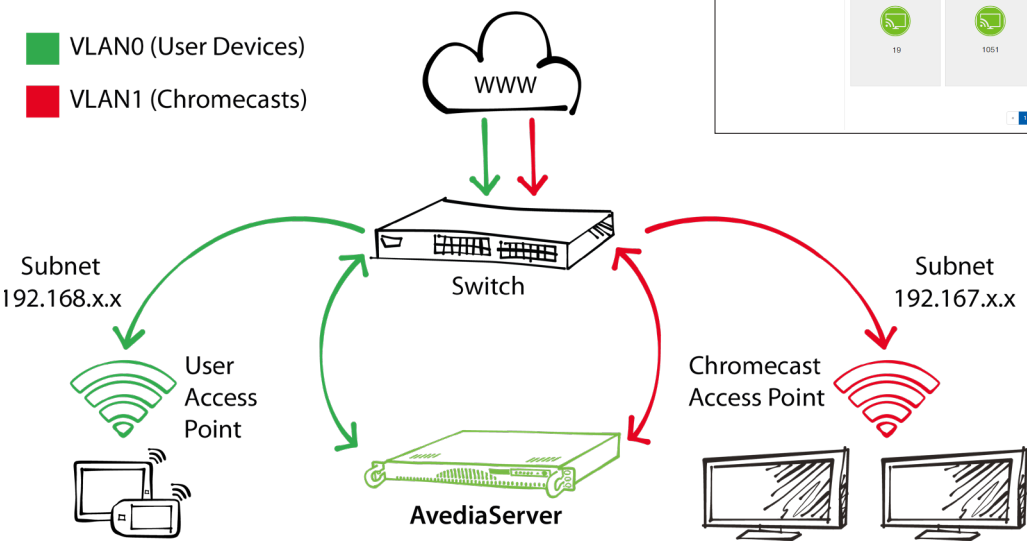 VLAN0 (User Devices)
VLAN1 (Chromecasts)
WWW
19
1051
1
Subnet
192.168.x.x
Switch
Subnet
192.167.x.x
User
Access
Point
Chromecast
Access Point
AvediaServer